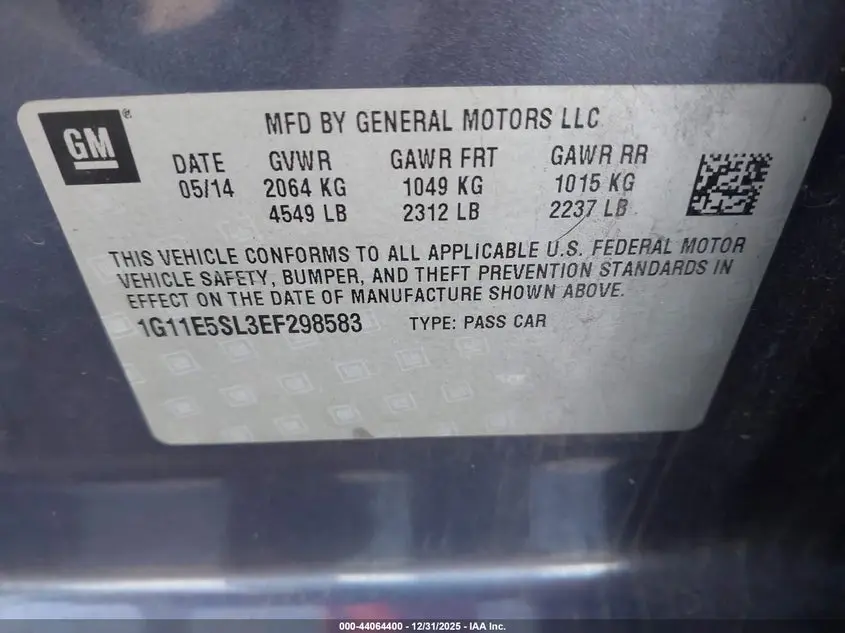 GM ®
MFD BY GENERAL MOTORS LLC
DATE GVWR GAWR FRT GAWR RR
05/14 2064 KG 1049 KG 1015 KG
4549 LB 2312 LB 2237 LB
THIS VEHICLE CONFORMS TO ALL APPLICABLE U.S. FEDERAL MOTOR
VEHICLE SAFETY, BUMPER, AND THEFT PREVENTION STANDARDS IN
EFFECT ON THE DATE OF MANUFACTURE SHOWN ABOVE.
1G11E5SL3EF298583 TYPE: PASS CAR
000-44064400 - 12/31/2025 - IAA Inc.